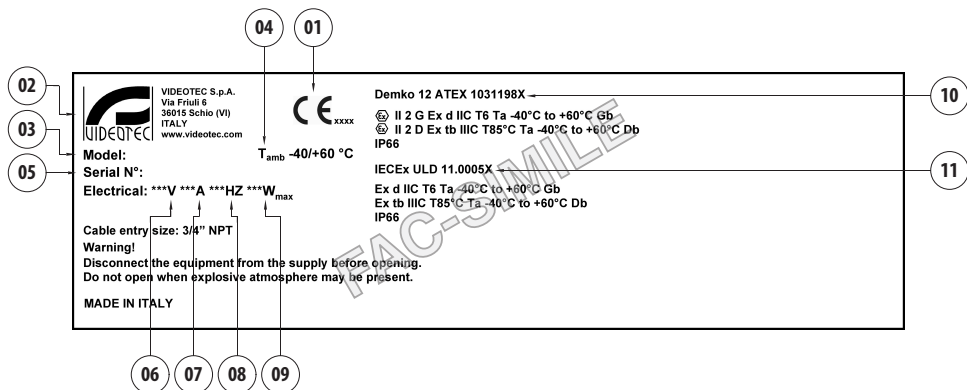 04 01
02
03
05
VIDEOTEC
VIDEOTEC S.p.A.
Via Friuli 6
36015 Schio (VI)
ITALY
www.videotec.com
CE xxxx
Model:
Tamb -40/+60 °C
Serial N°:
Electrical: ***V ***A ***HZ ***Wmax
Cable entry size: 3/4” NPT
Warning!
Disconnect the equipment from the supply before opening.
Do not open when explosive atmosphere may be present.
MADE IN ITALY
Demko 12 ATEX 1031198X
Ex II 2 G Ex d IIC T6 Ta -40°C to +60°C Gb
Ex II 2 D Ex tb IIIC T85°C Ta -40°C to +60°C Db
IP66
IECEx ULD 11.0005X
Ex d IIC T6 Ta -40°C to +60°C Gb
Ex tb IIIC T85°C Ta -40°C to +60°C Db
IP66
FAC-SIMILE
10
11
06 07 08 09